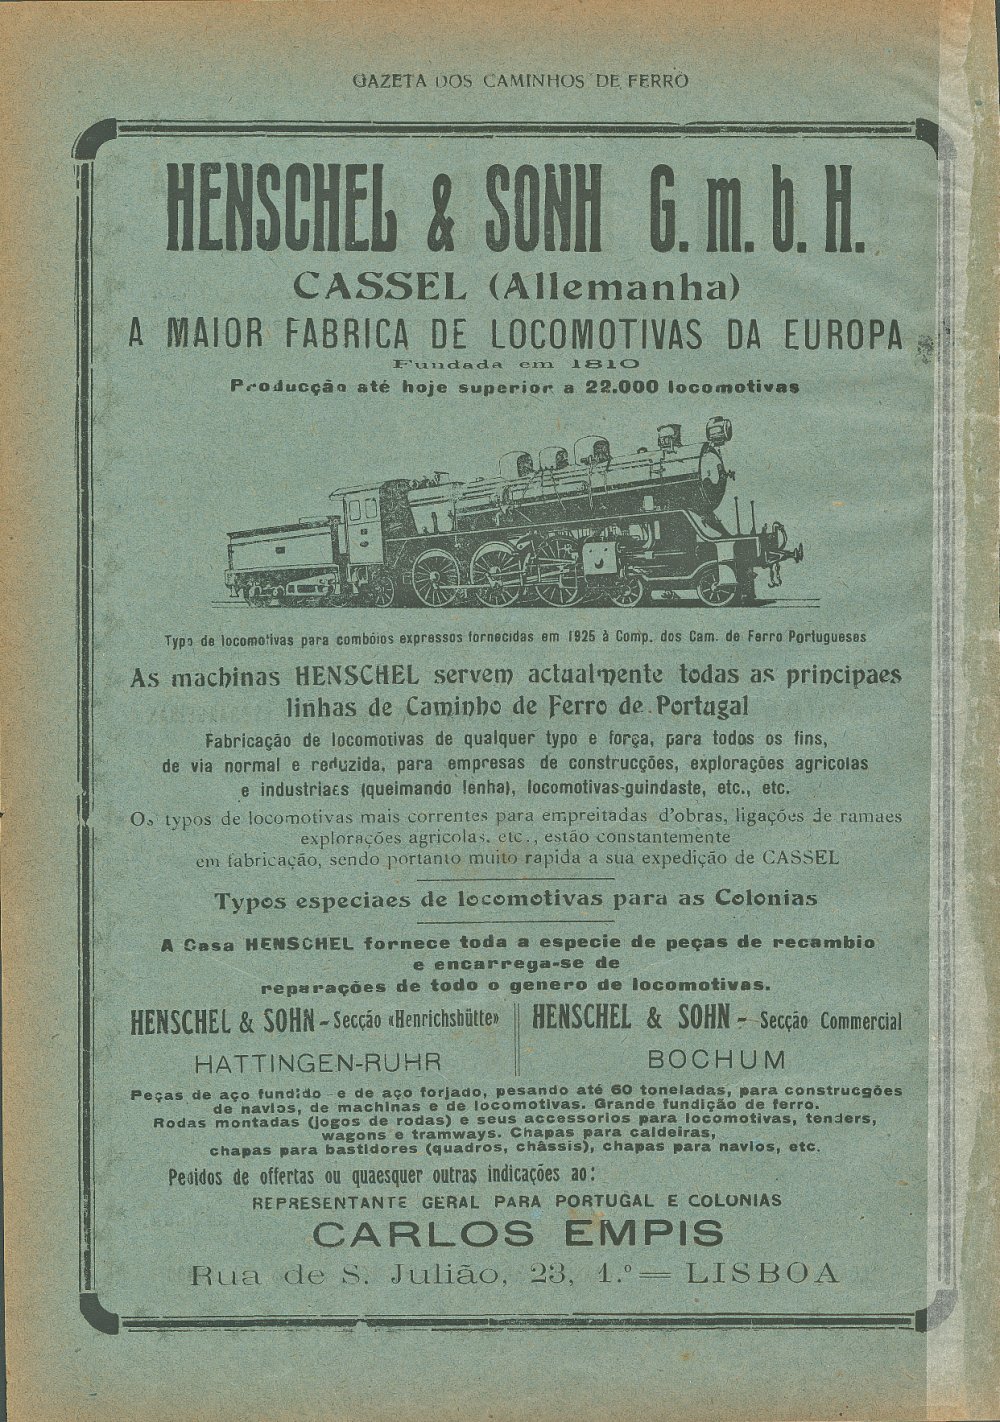 GAZETA DOS CAMINHOS DE FERRO
HENSCHEL & SONH G. m. b. H.
CASSEL (Allemanha)
A MAIOR FABRICA DE LOCOMOTIVAS DA EUROPA
Fundada em 1810
Producção até hoje superior a 22.000 locomotivas
Typo de locomotivas para combóios expressos fornecidas em 1925 á Comp. dos Cam. de Ferro Portugueses
As machinas HENSCHEL servem actualmente todas as principaes
linhas de Caminho de Ferro de Portugal
Fabricação de locomotivas de qualquer typo e força, para todos os fins,
de via normal e reduzida, para empresas de construcções, explorações agricolas
e industriaes (queimando lenha), locomotivas-guindaste, etc., etc.
Os typos de locomotivas mais correntes para empreitadas d'obras, ligações de ramaes
explorações agricolas, etc., estão constantemente
em fabricação, sendo portanto muito rapida a sua expedição de CASSEL
Typos especiaes de locomotivas para as Colonias
A Casa HENSCHEL fornece toda a especie de peças de recambio
e encarrega-se de
reparações de todo o genero de locomotivas.
HENSCHEL & SOHN - Secção «Henrichshütte»
HATTINGEN-RUHR
HENSCHEL & SOHN - Secção Commercial
BOCHUM
Peças de aço fundido e de aço forjado, pesando até 60 toneladas, para construcções
de navios, de machinas e de locomotivas. Grande fundição de ferro.
Rodas montadas (jogos de rodas) e seus accessorios para locomotivas, tenders,
wagons e tramways. Chapas para caldeiras,
chapas para bastidores (quadros, châssis), chapas para navios, etc.
Pedidos de offertas ou quaesquer outras indicações ao:
REPRESENTANTE GERAL PARA PORTUGAL E COLONIAS
CARLOS EMPIS
Rua de S. Julião, 23, 1.º = LISBOA